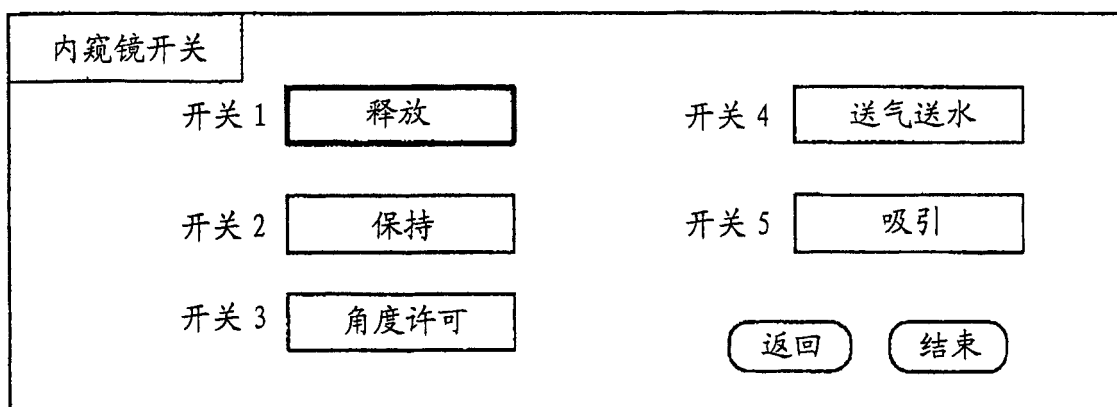 内窥镜开关
开关 1 释放
开关 4 送气送水
开关 2 保持
开关 5 吸引
开关 3 角度许可
返回 结束